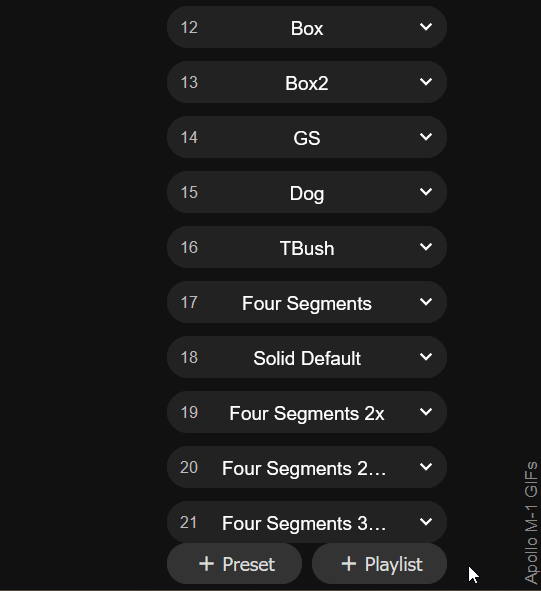 12 Box
13 Box2
14 GS
15 Dog
16 TBush
17 Four Segments
18 Solid Default
19 Four Segments 2x
20 Four Segments 2...
21 Four Segments 3...
+ Preset + Playlist
Apollo M-1 GIFs